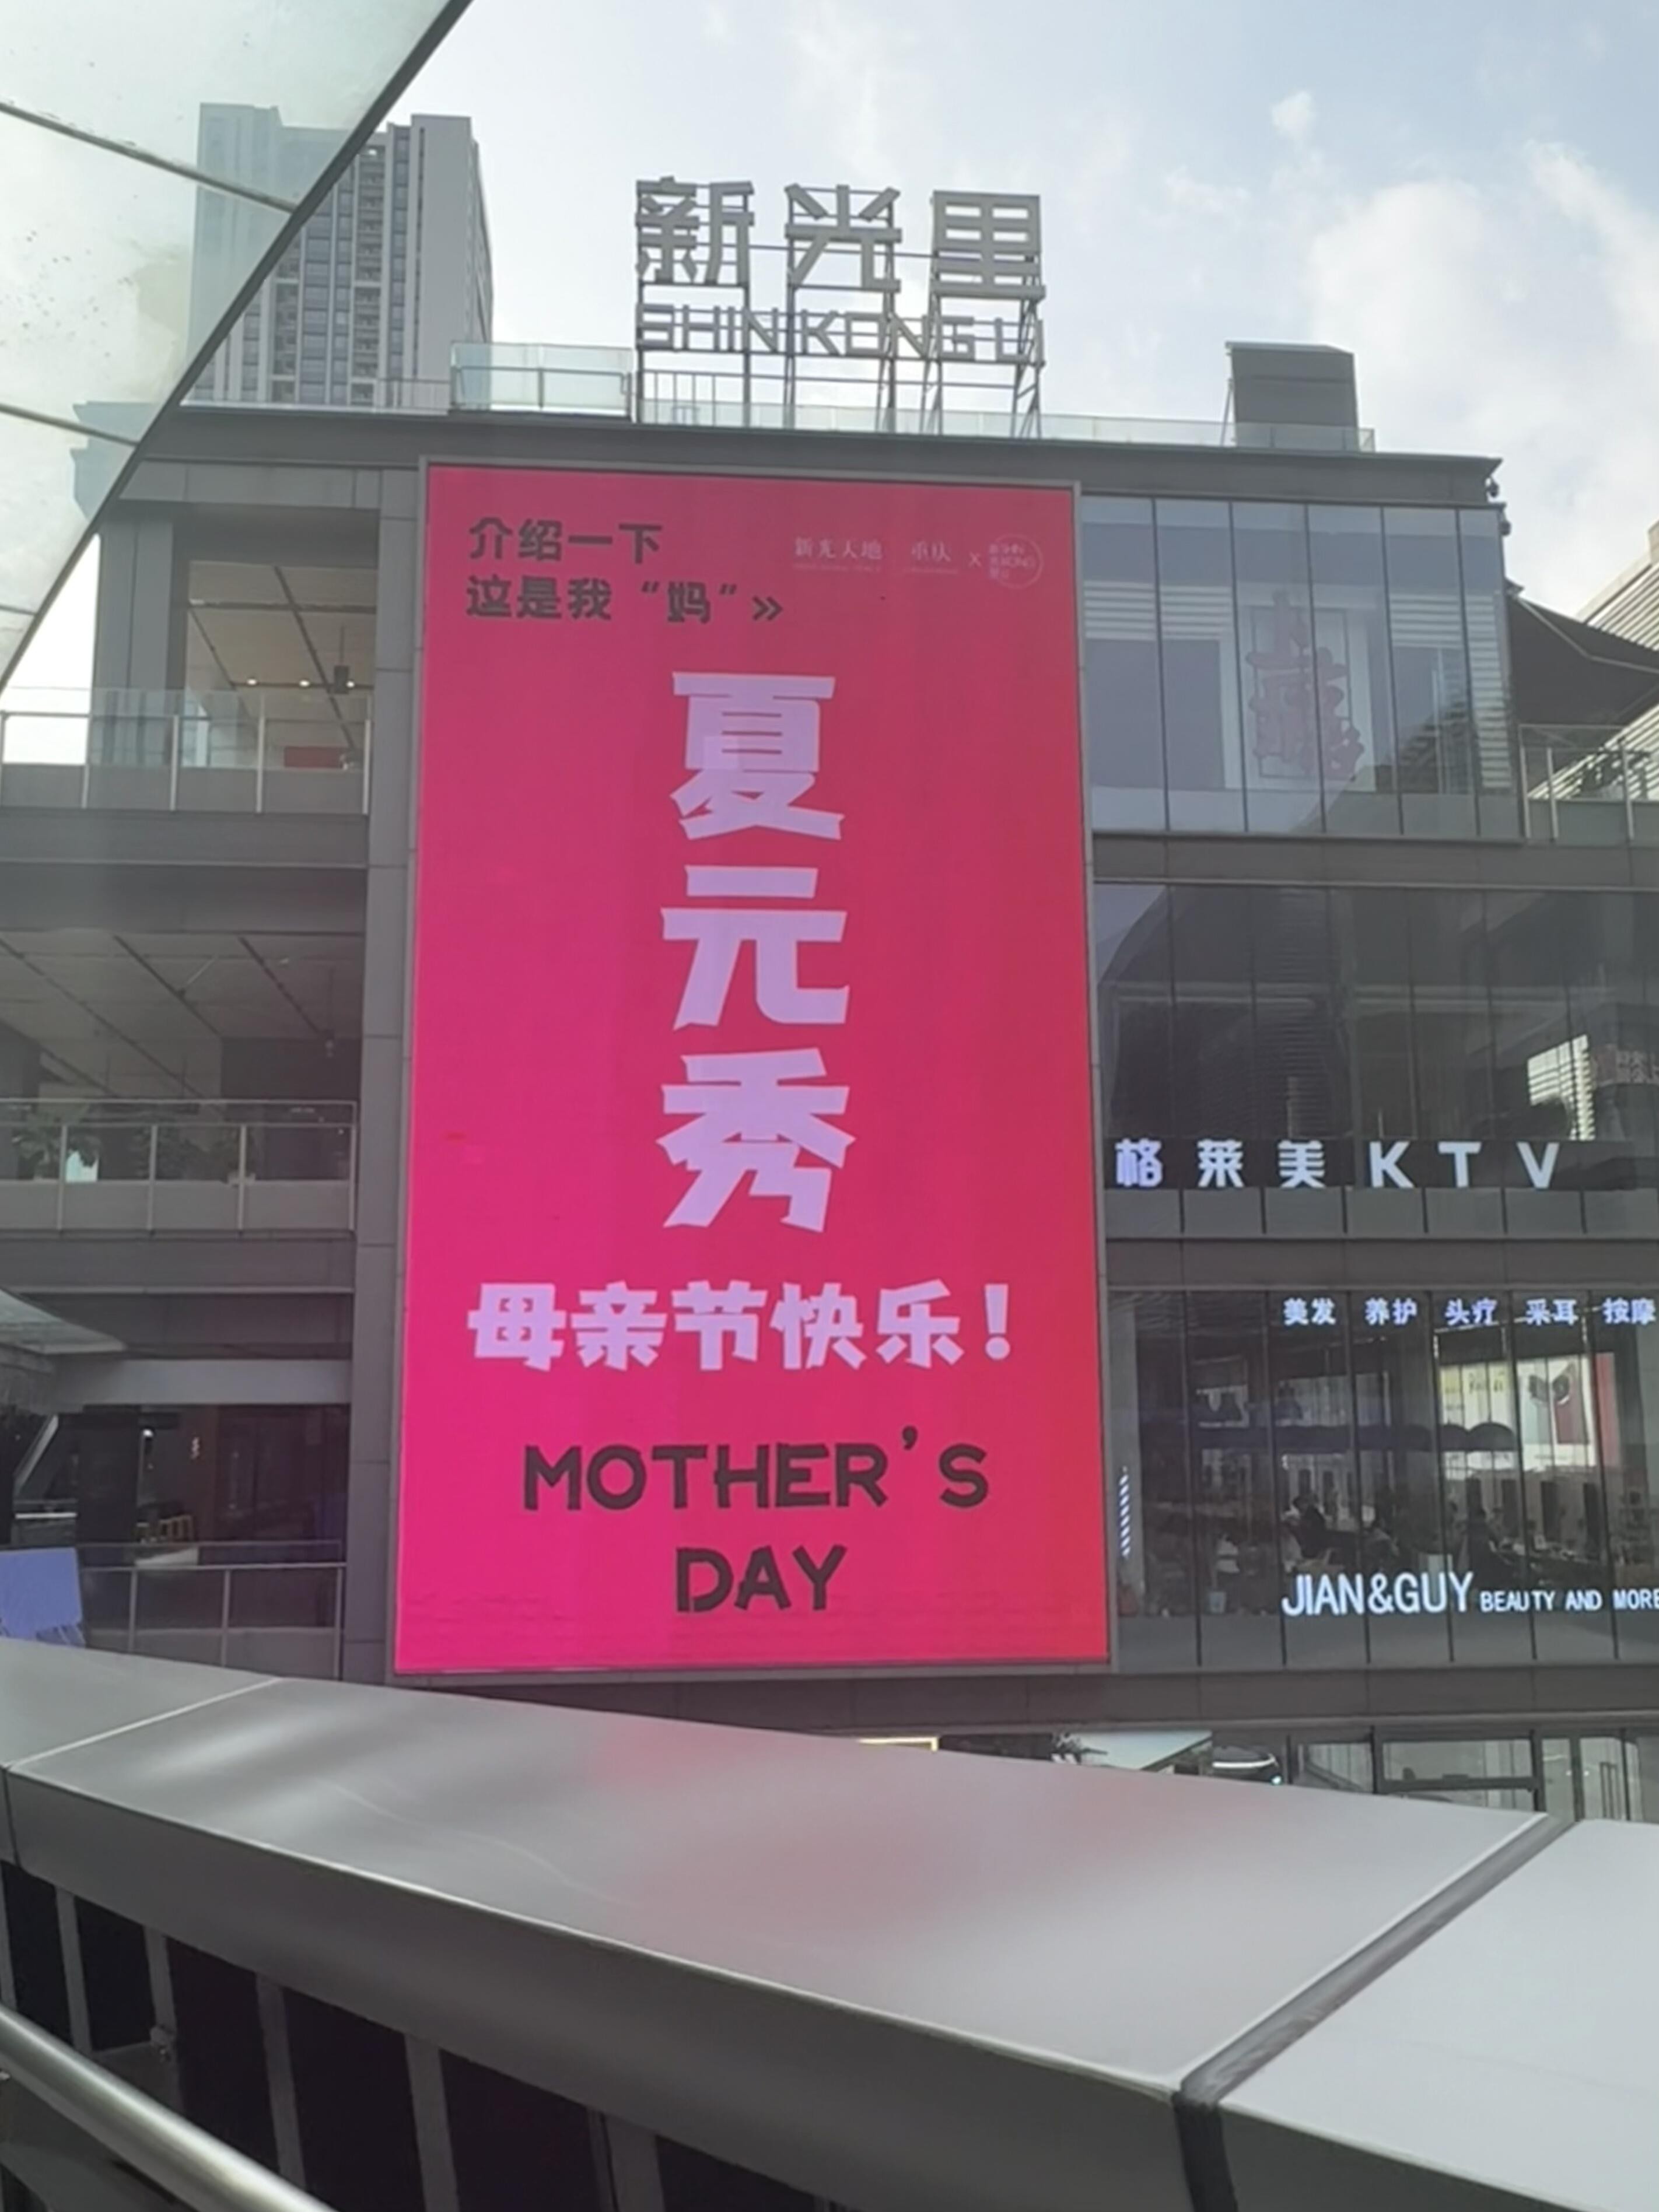 新光里
SHIN KONG LI
介绍一下
这是我“妈”»
新光天地 重庆 ×
夏
元
秀
母亲节快乐！
MOTHER'S
DAY
格莱美KTV
美发 养护 头疗 采耳 按摩
JIAN&GUY BEAUTY AND MORE